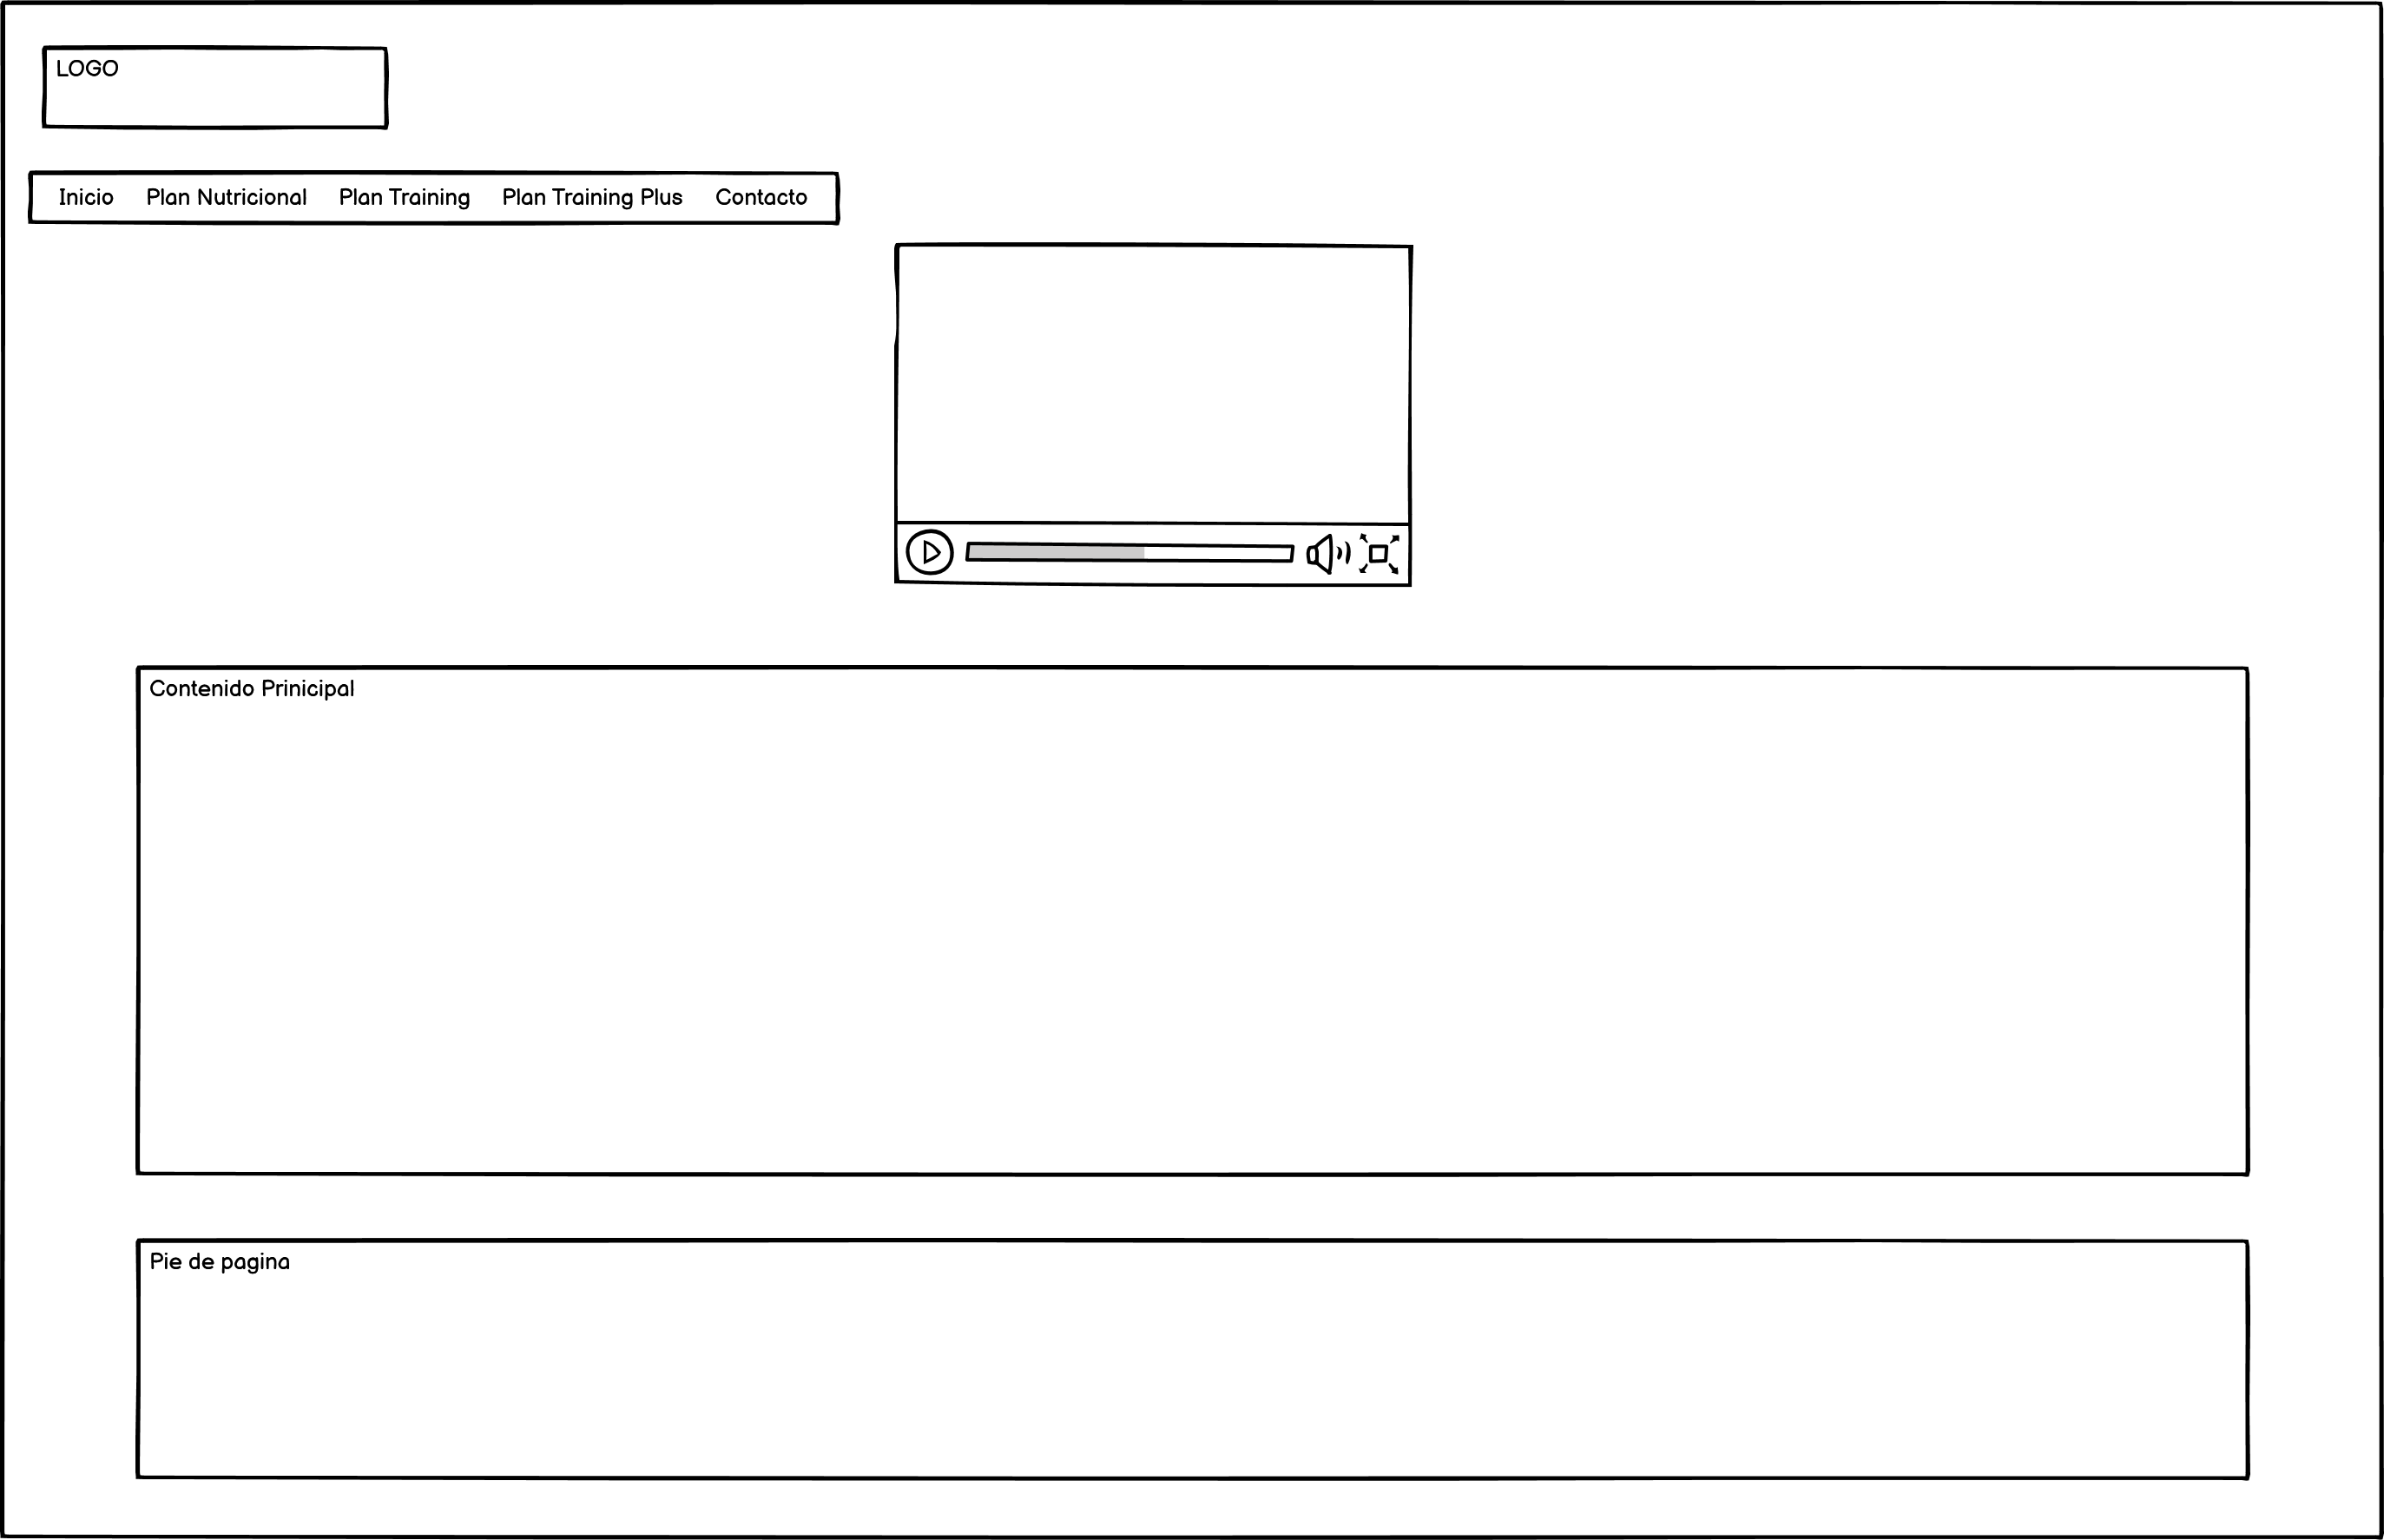 LOGO
Inicio Plan Nutricional Plan Training Plan Training Plus Contacto
Contenido Prinicipal
Pie de pagina